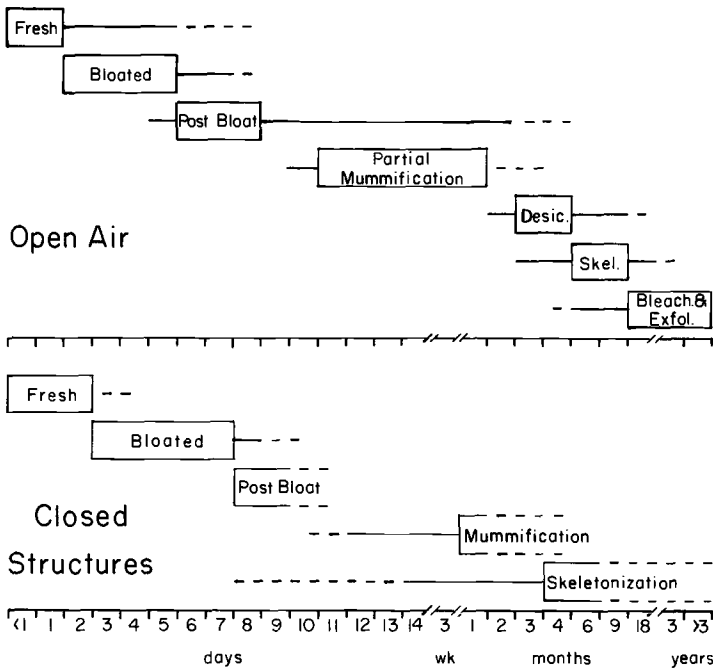 Fresh
Bloated
Post Bloat
Partial
Mummification
Desic.
Open Air
Skel.
Bleach.&
Exfol.
Fresh
Bloated
Post Bloat
Closed
Structures
Mummification
Skeletonization
<1 1 2 3 4 5 6 7 8 9 10 11 12 13 14 3 1 2 3 4 6 9 18 3 >3
days wk months years